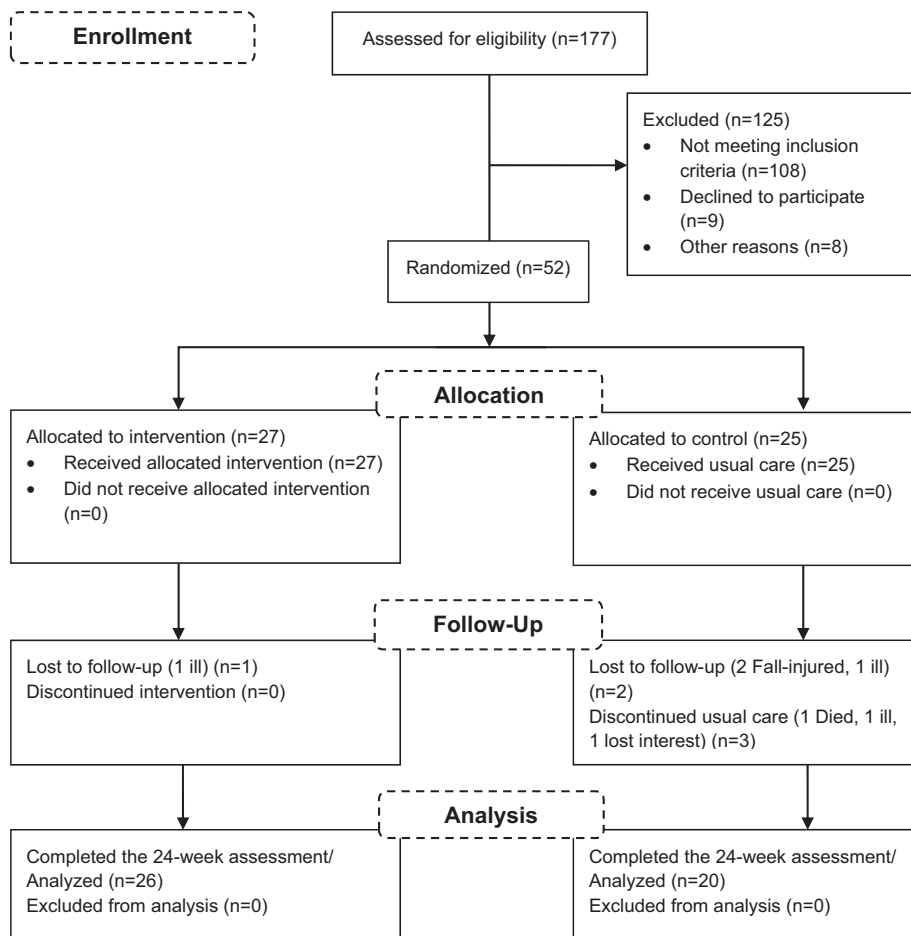 Enrollment
Assessed for eligibility (n=177)
Excluded (n=125)
• Not meeting inclusion
criteria (n=108)
• Declined to participate
(n=9)
• Other reasons (n=8)
Randomized (n=52)
Allocation
Allocated to intervention (n=27)
• Received allocated intervention (n=27)
• Did not receive allocated intervention
(n=0)
Allocated to control (n=25)
• Received usual care (n=25)
• Did not receive usual care (n=0)
Follow-Up
Lost to follow-up (1 ill) (n=1)
Discontinued intervention (n=0)
Lost to follow-up (2 Fall-injured, 1 ill)
(n=2)
Discontinued usual care (1 Died, 1 ill,
1 lost interest) (n=3)
Analysis
Completed the 24-week assessment/
Analyzed (n=26)
Excluded from analysis (n=0)
Completed the 24-week assessment/
Analyzed (n=20)
Excluded from analysis (n=0)